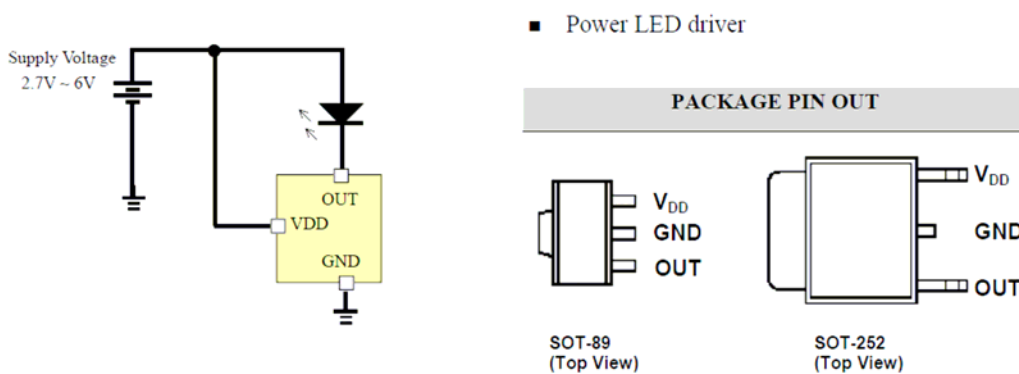 Supply Voltage
2.7V ~ 6V
OUT
VDD
GND
■ Power LED driver
PACKAGE PIN OUT
VDD
GND
OUT
SOT-89
(Top View)
VDD
GND
OUT
SOT-252
(Top View)